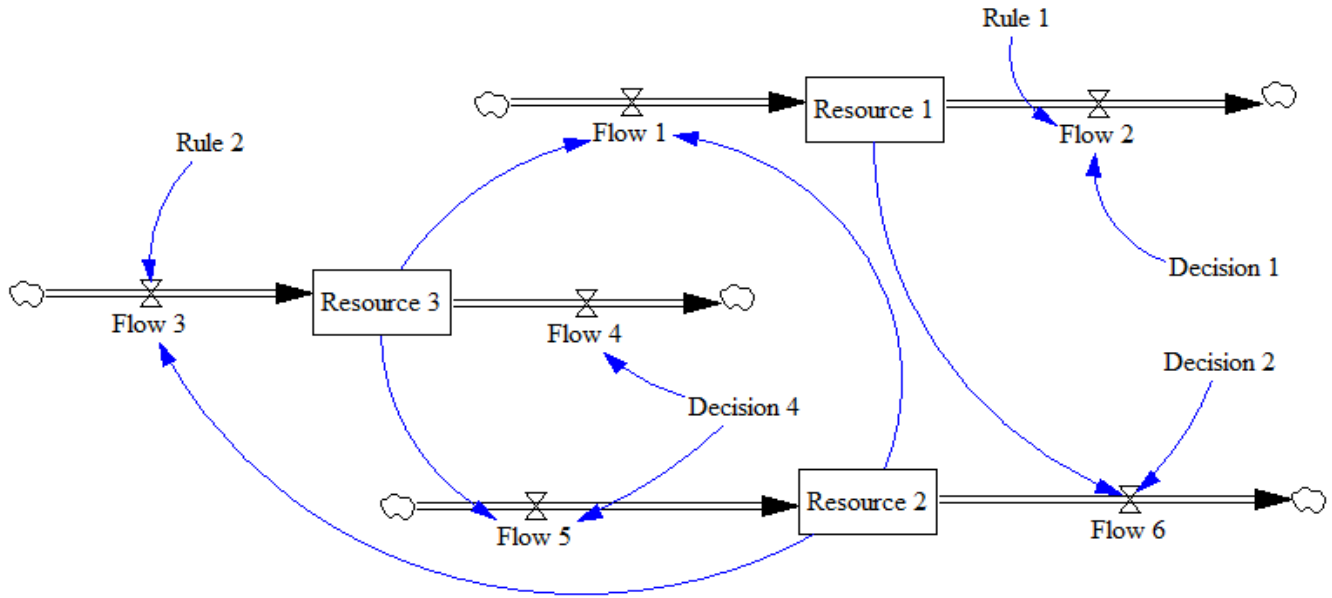 Rule 1
Resource 1
Flow 1
Flow 2
Rule 2
Decision 1
Resource 3
Flow 3
Flow 4
Decision 2
Decision 4
Resource 2
Flow 5
Flow 6